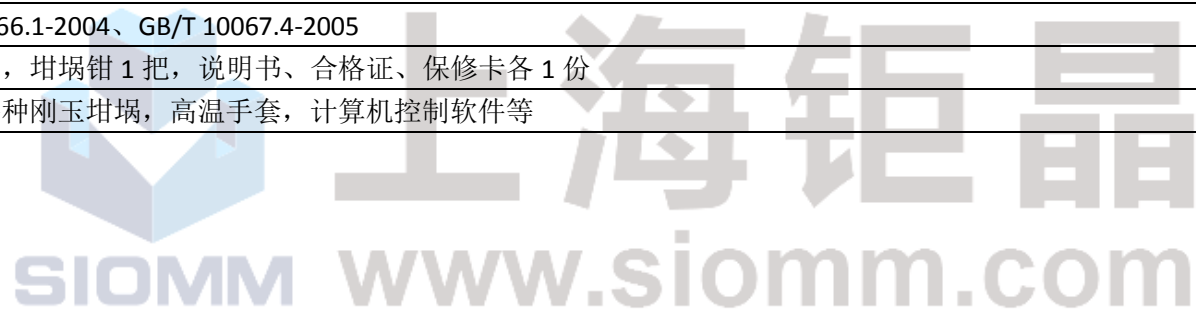 66.1-2004、GB/T 10067.4-2005
，坩埚钳 1 把，说明书、合格证、保修卡各 1 份
种刚玉坩埚，高温手套，计算机控制软件等
上海钜晶
SIOMM www.siomm.com